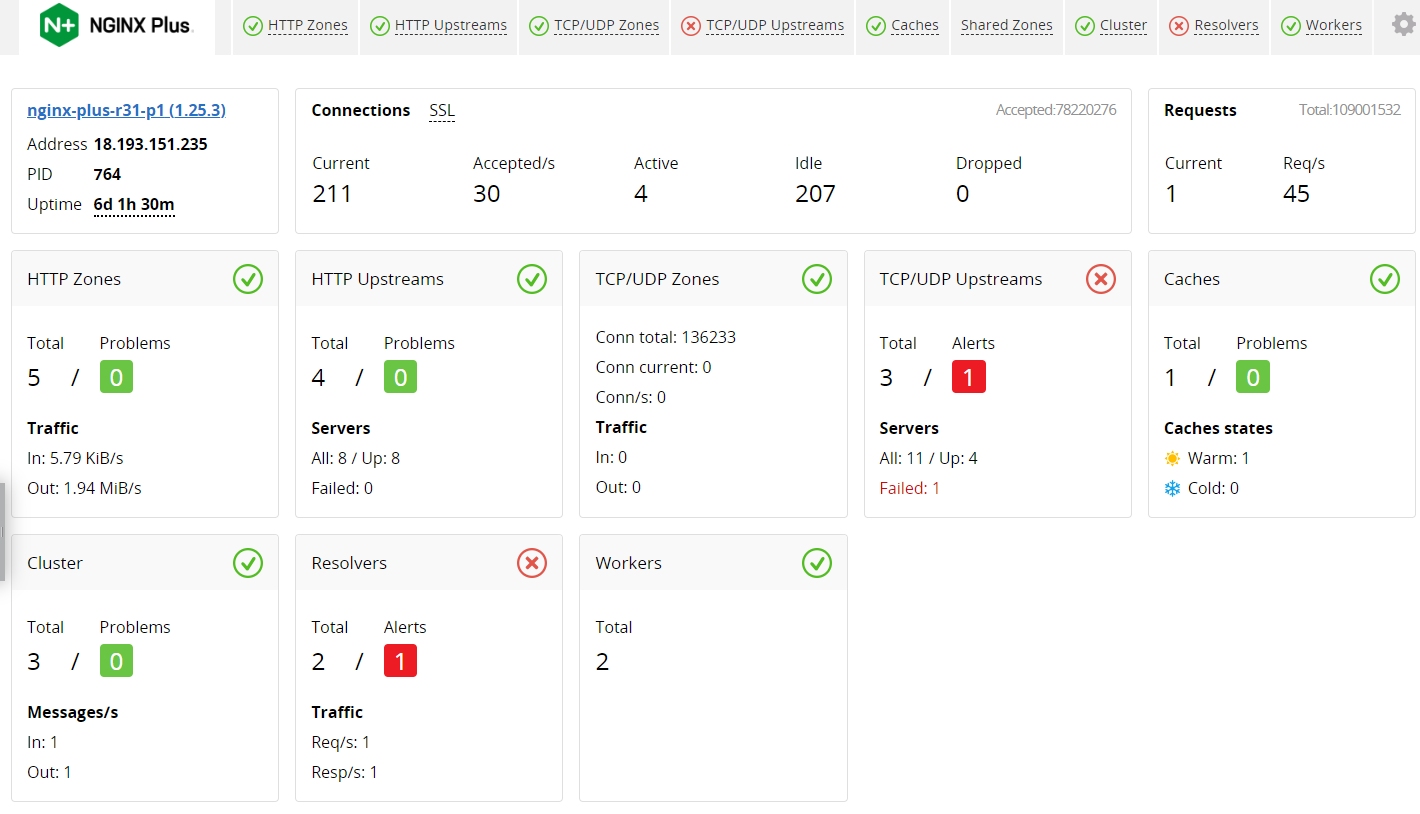 N+ NGINX Plus
HTTP Zones
HTTP Upstreams
TCP/UDP Zones
TCP/UDP Upstreams
Caches
Shared Zones
Cluster
Resolvers
Workers
nginx-plus-r31-p1 (1.25.3)
Address 18.193.151.235
PID 764
Uptime 6d 1h 30m
Connections SSL Accepted:78220276
Current Accepted/s Active Idle Dropped
211 30 4 207 0
Requests Total:109001532
Current Req/s
1 45
HTTP Zones
Total Problems
5 / 0
Traffic
In: 5.79 KiB/s
Out: 1.94 MiB/s
HTTP Upstreams
Total Problems
4 / 0
Servers
All: 8 / Up: 8
Failed: 0
TCP/UDP Zones
Conn total: 136233
Conn current: 0
Conn/s: 0
Traffic
In: 0
Out: 0
TCP/UDP Upstreams
Total Alerts
3 / 1
Servers
All: 11 / Up: 4
Failed: 1
Caches
Total Problems
1 / 0
Caches states
Warm: 1
Cold: 0
Cluster
Total Problems
3 / 0
Messages/s
In: 1
Out: 1
Resolvers
Total Alerts
2 / 1
Traffic
Req/s: 1
Resp/s: 1
Workers
Total
2